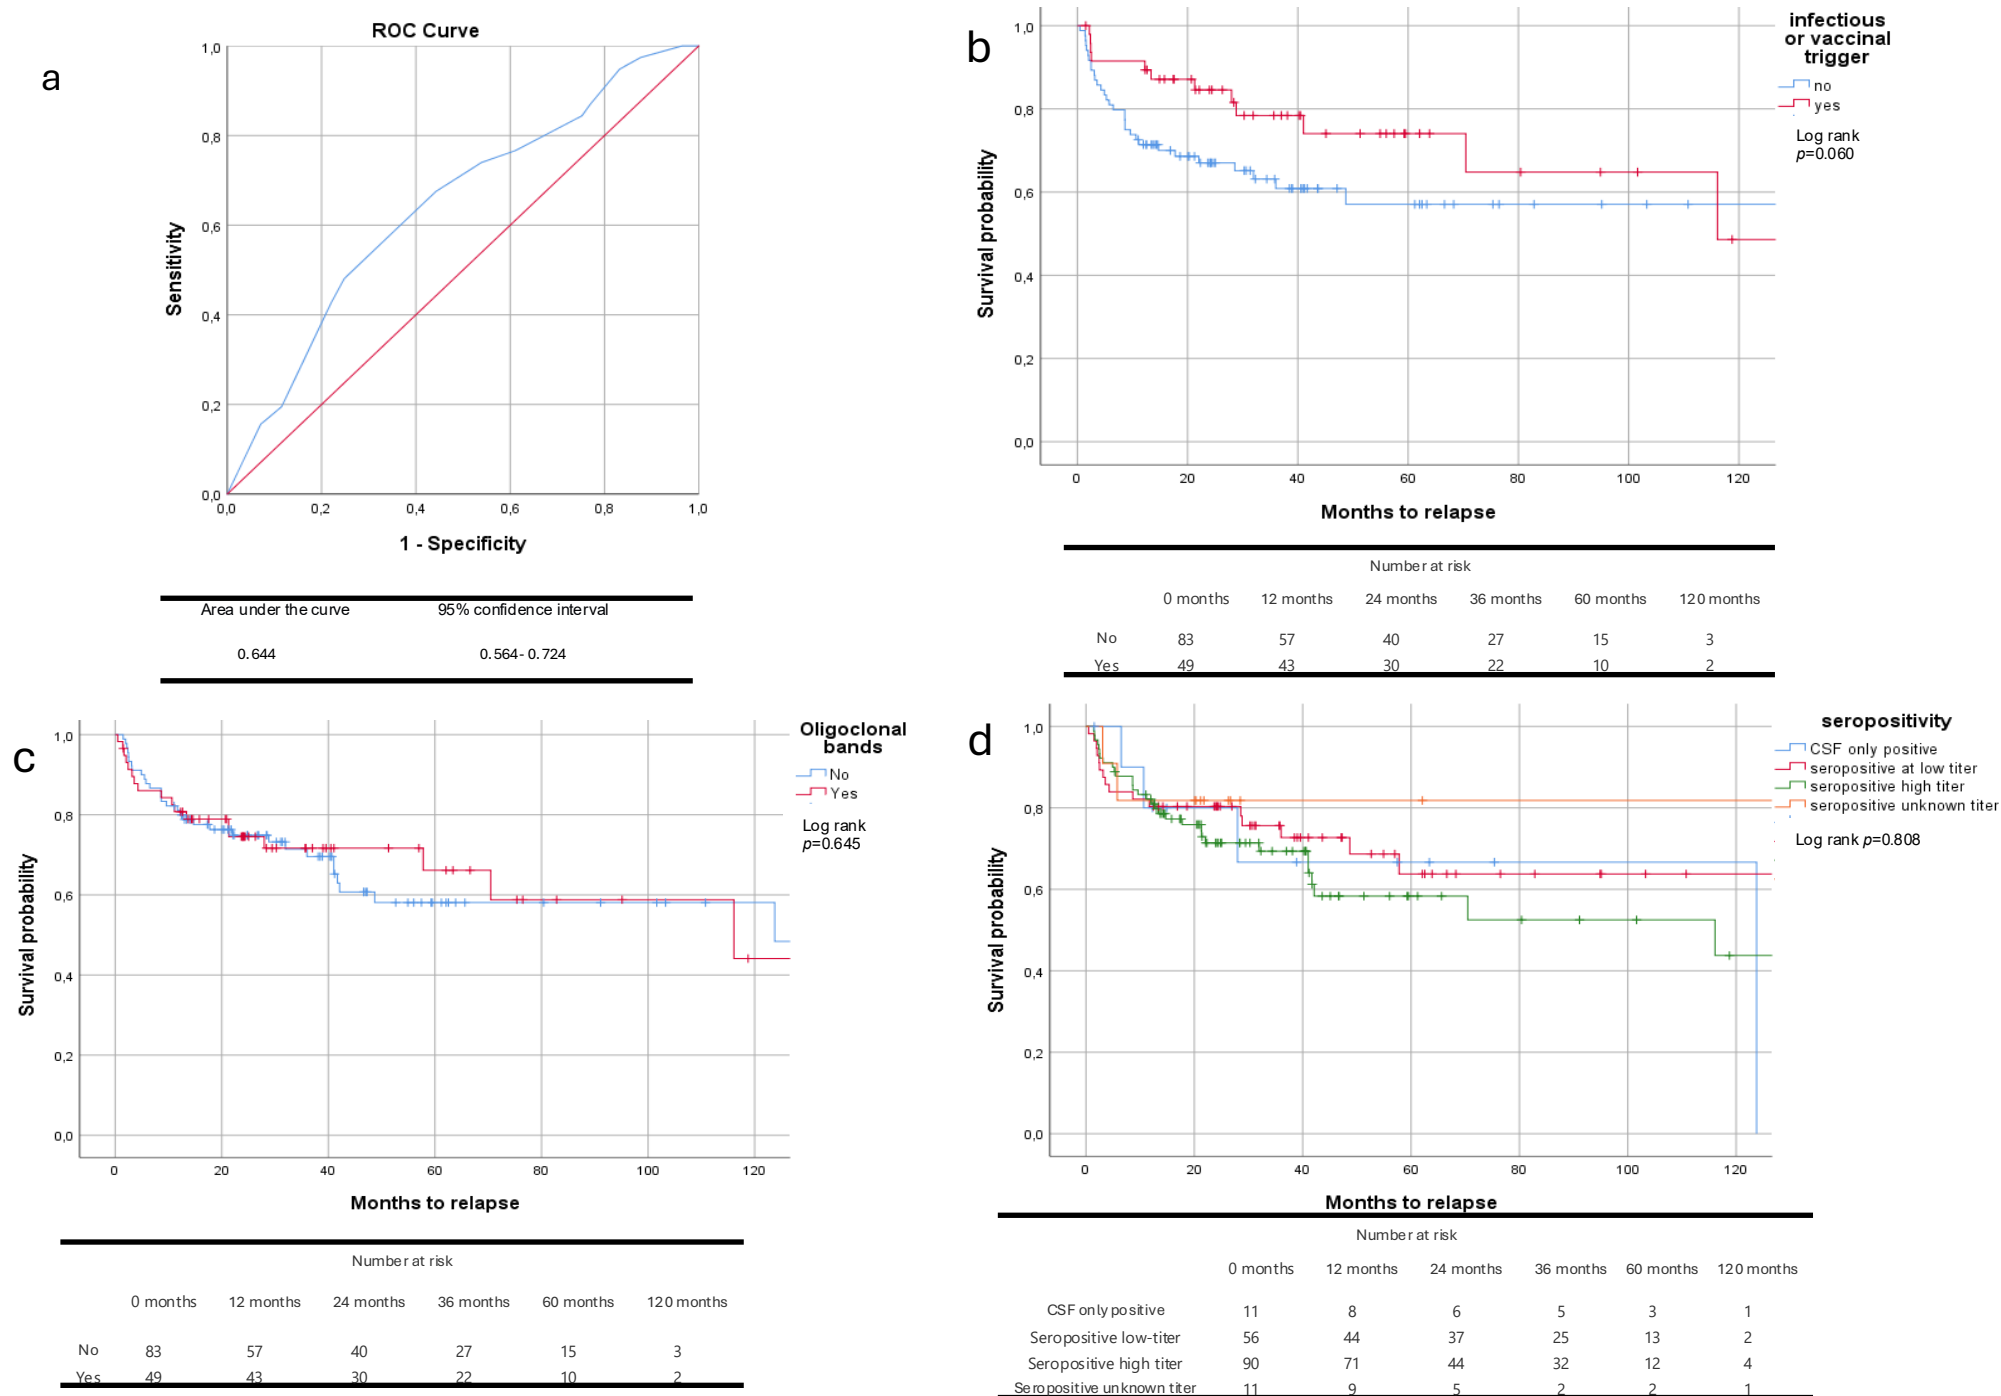 a
ROC Curve
Sensitivity
1,0
0,8
0,6
0,4
0,2
0,0
0,0 0,2 0,4 0,6 0,8 1,0
1 - Specificity
Area under the curve 95% confidence interval
0.644 0.564-0.724
b
Survival probability
1,0
0,8
0,6
0,4
0,2
0,0
0 20 40 60 80 100 120
Months to relapse
infectious
or vaccinal
trigger
no
yes
Log rank
p=0.060
Number at risk
0 months 12 months 24 months 36 months 60 months 120 months
No 83 57 40 27 15 3
Yes 49 43 30 22 10 2
c
Survival probability
1,0
0,8
0,6
0,4
0,2
0,0
0 20 40 60 80 100 120
Months to relapse
Oligoclonal
bands
No
Yes
Log rank
p=0.645
Number at risk
0 months 12 months 24 months 36 months 60 months 120 months
No 83 57 40 27 15 3
Yes 49 43 30 22 10 2
d
Survival probability
1,0
0,8
0,6
0,4
0,2
0,0
0 20 40 60 80 100 120
Months to relapse
seropositivity
CSF only positive
seropositive at low titer
seropositive high titer
seropositive unknown titer
Log rank p=0.808
Number at risk
0 months 12 months 24 months 36 months 60 months 120 months
CSF only positive 11 8 6 5 3 1
Seropositive low-titer 56 44 37 25 13 2
Seropositive high titer 90 71 44 32 12 4
Seropositive unknown titer 11 9 5 2 2 1